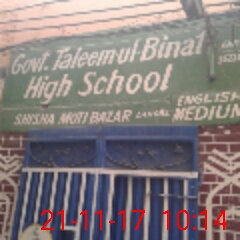 Govt. Taleem-ul-Binat
High School
ENGLISH
SHISHA MOTI BAZAR MEDIUM
21-11-17 10:14